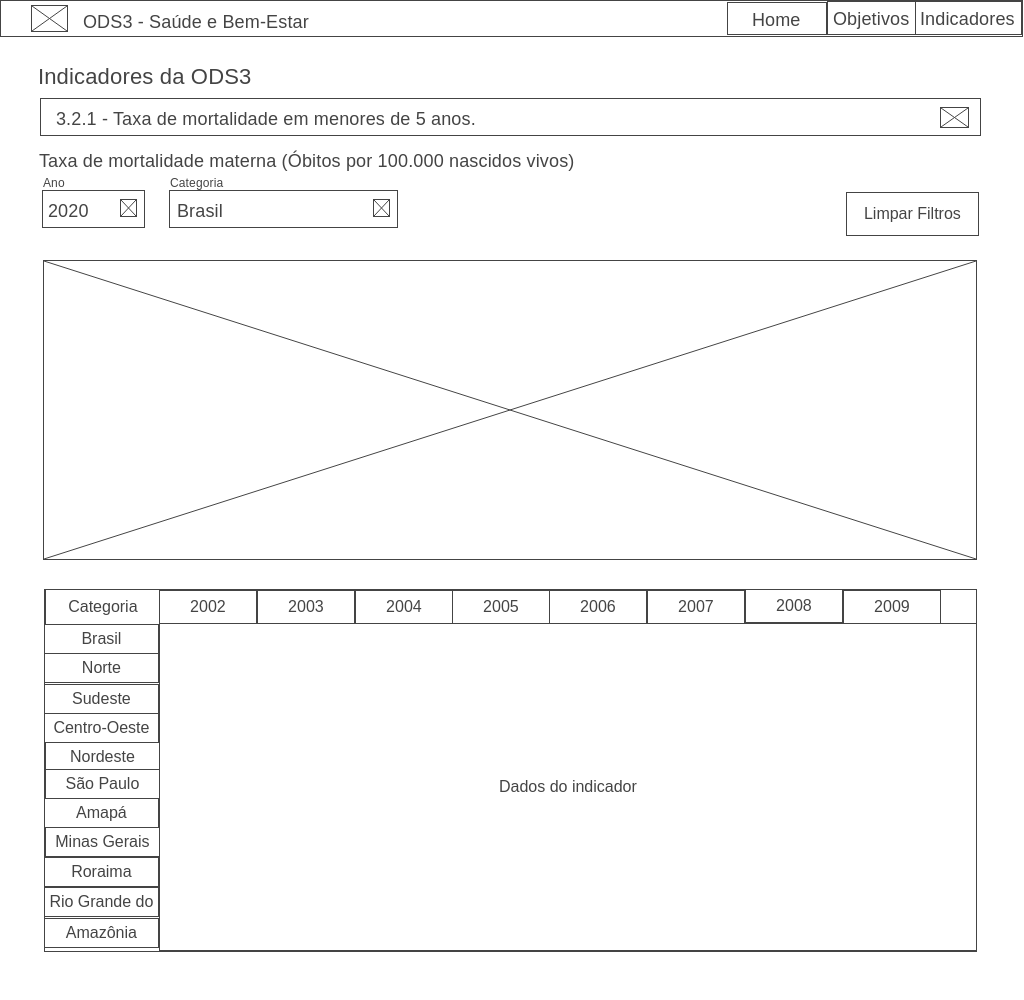 ODS3 - Saúde e Bem-Estar
Home
Objetivos
Indicadores
Indicadores da ODS3
3.2.1 - Taxa de mortalidade em menores de 5 anos.
Taxa de mortalidade materna (Óbitos por 100.000 nascidos vivos)
Ano
Categoria
2020
Brasil
Limpar Filtros
Categoria
2002
2003
2004
2005
2006
2007
2008
2009
Brasil
Norte
Sudeste
Centro-Oeste
Nordeste
São Paulo
Amapá
Minas Gerais
Roraima
Rio Grande do
Amazônia
Dados do indicador